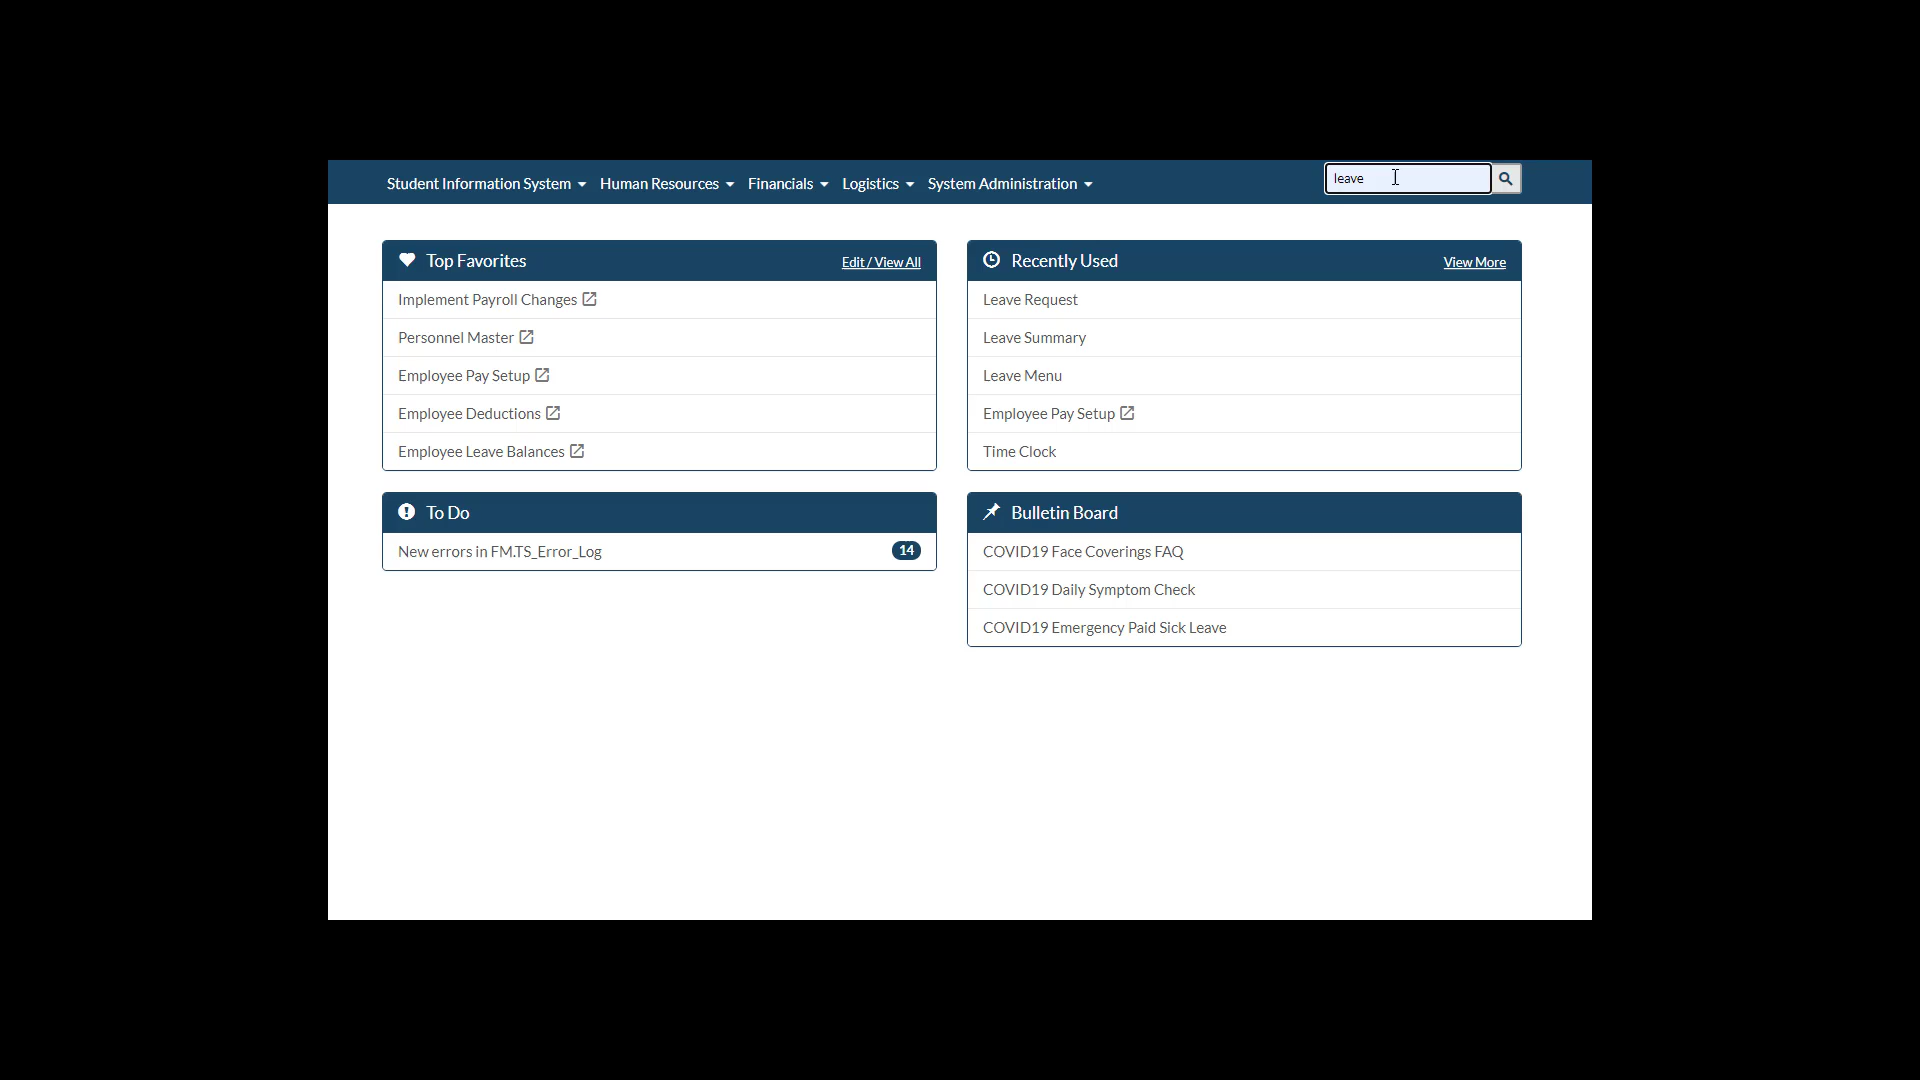 Student Information System Human Resources Financials Logistics System Administration leave
Top Favorites Edit / View All
Implement Payroll Changes
Personnel Master
Employee Pay Setup
Employee Deductions
Employee Leave Balances
Recently Used View More
Leave Request
Leave Summary
Leave Menu
Employee Pay Setup
Time Clock
To Do
New errors in FM.TS_Error_Log 14
Bulletin Board
COVID19 Face Coverings FAQ
COVID19 Daily Symptom Check
COVID19 Emergency Paid Sick Leave